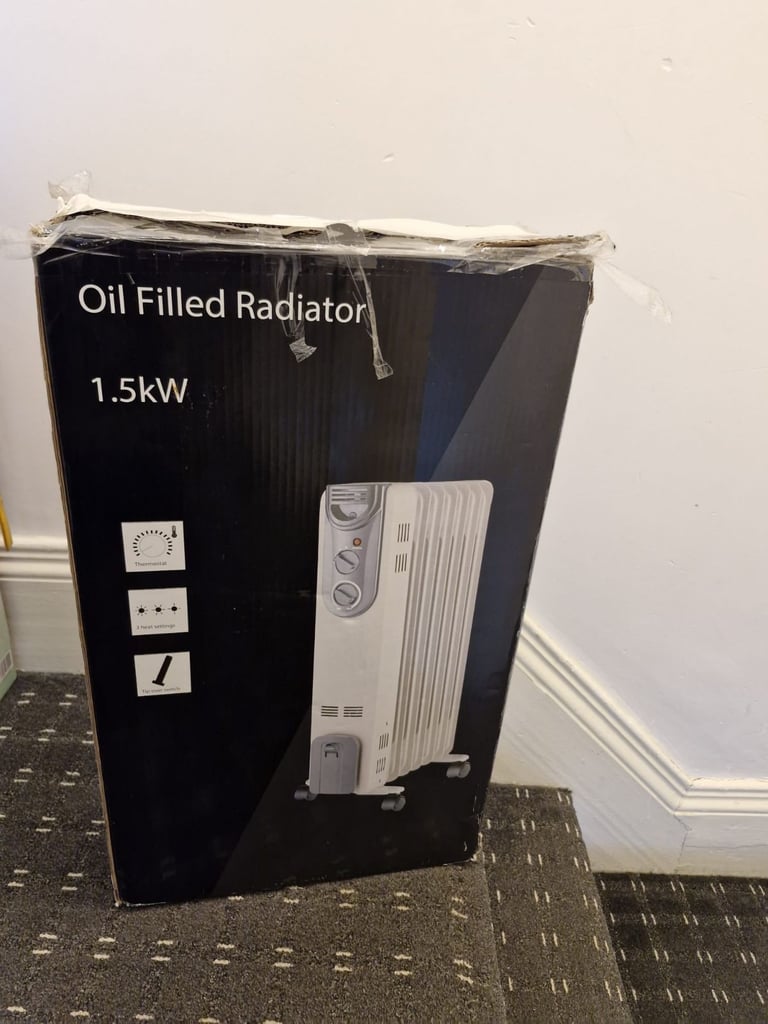 Oil Filled Radiator
1.5kW
Thermostat
3 heat settings
Tip over switch